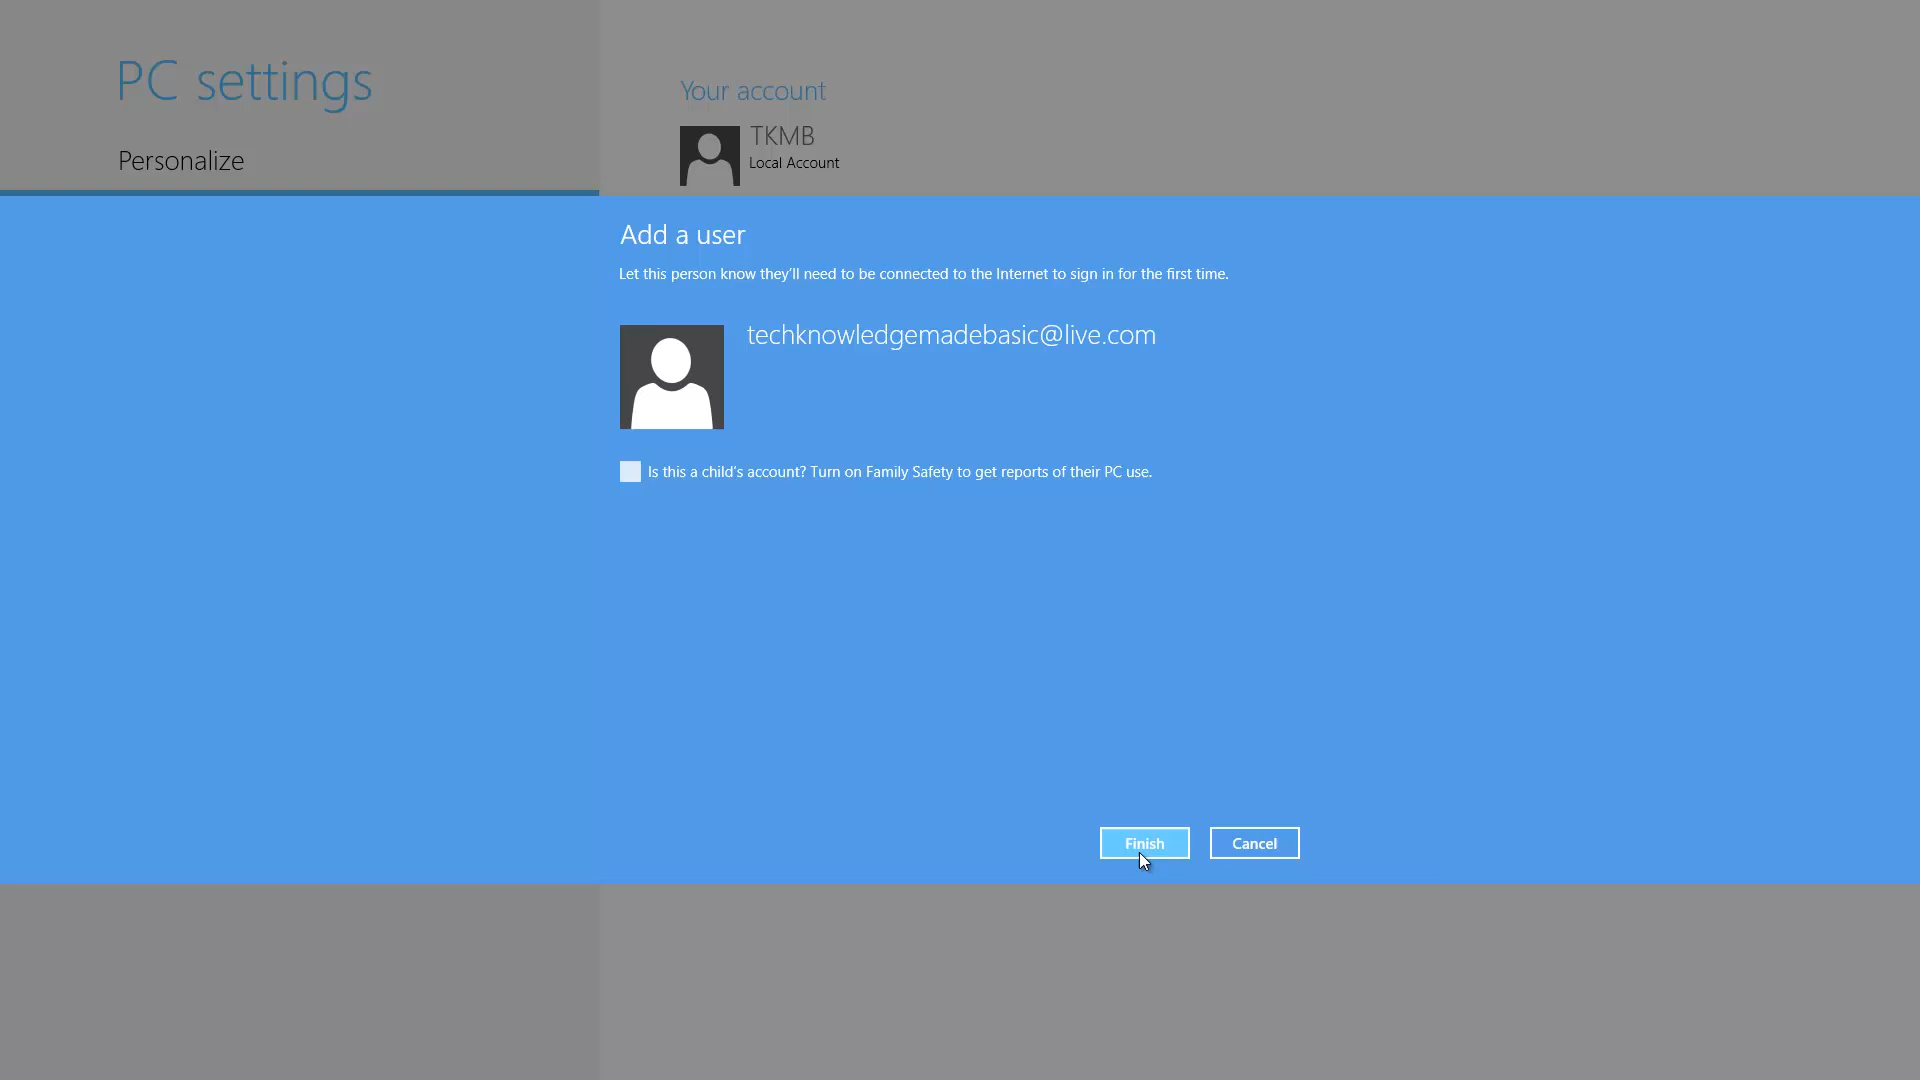 PC settings
Personalize
Your account
TKMB
Local Account
Add a user
Let this person know they'll need to be connected to the Internet to sign in for the first time.
techknowledgemadebasic@live.com
Is this a child's account? Turn on Family Safety to get reports of their PC use.
Finish
Cancel